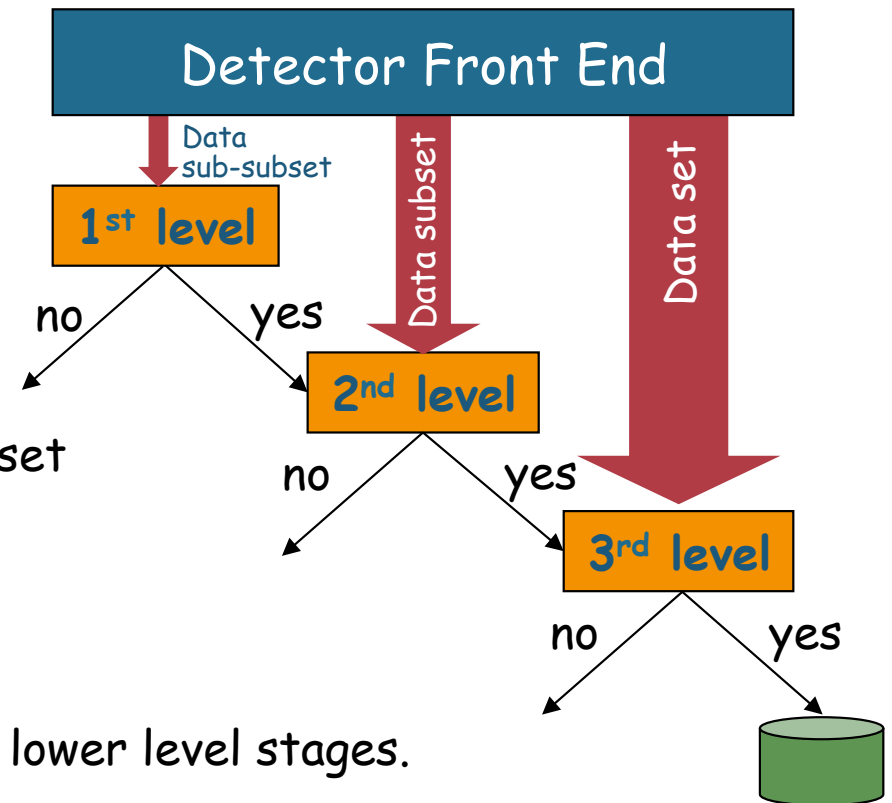 Detector Front End
Data
sub-subset
Data subset
Data set
1st level
no
yes
2nd level
set
no
yes
3rd level
no
yes
lower level stages.